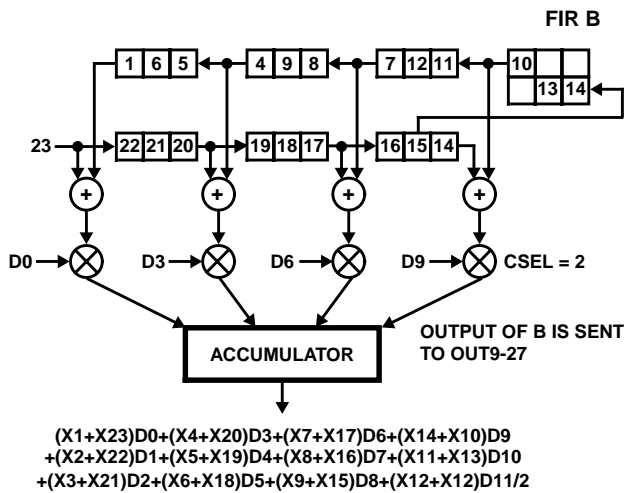 FIR B
1 6 5 4 9 8 7 12 11 10
13 14
23 22 21 20 19 18 17 16 15 14
+ + + +
D0 D3 D6 D9 CSEL = 2
ACCUMULATOR
OUTPUT OF B IS SENT
TO OUT9-27
(X1+X23)D0+(X4+X20)D3+(X7+X17)D6+(X14+X10)D9
+(X2+X22)D1+(X5+X19)D4+(X8+X16)D7+(X11+X13)D10
+(X3+X21)D2+(X6+X18)D5+(X9+X15)D8+(X12+X12)D11/2